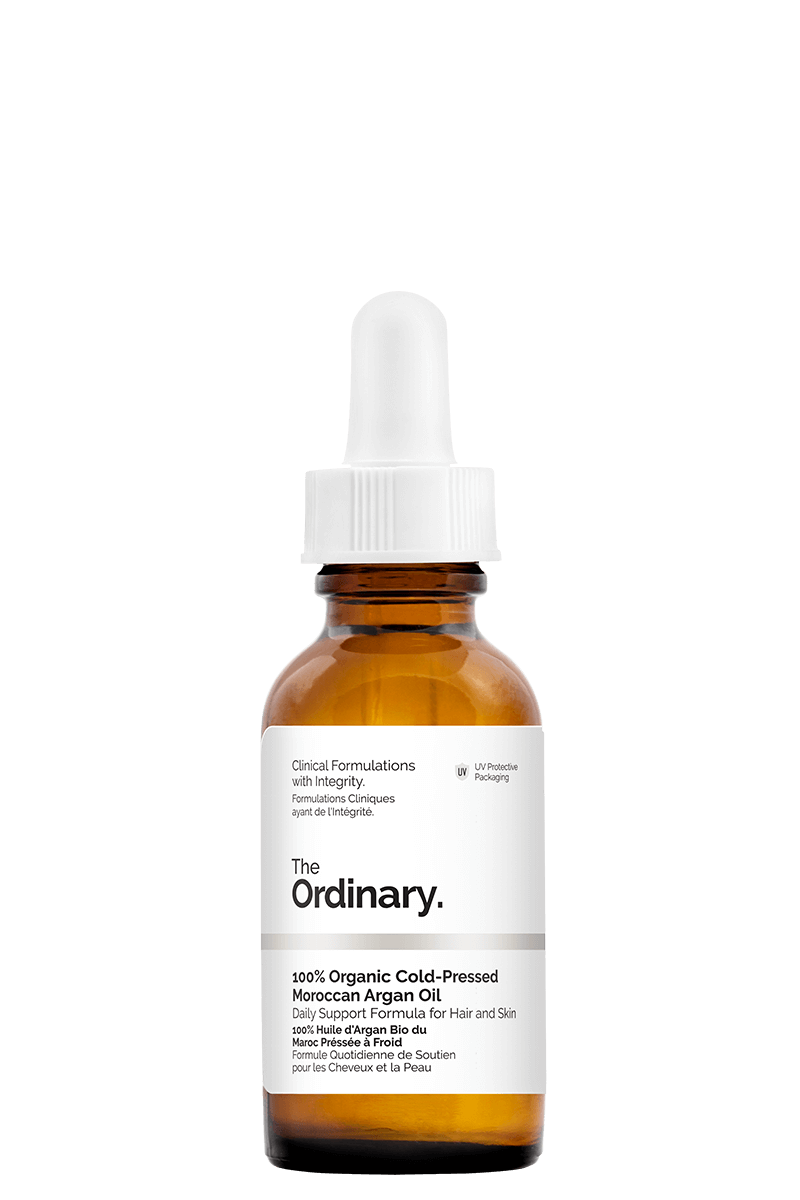 Clinical Formulations
with Integrity.
Formulations Cliniques
ayant de l'Intégrité.
UV
UV Protective
Packaging
The
Ordinary.
100% Organic Cold-Pressed
Moroccan Argan Oil
Daily Support Formula for Hair and Skin
100% Huile d'Argan Bio du
Maroc Préssée à Froid
Formule Quotidienne de Soutien
pour les Cheveux et la Peau